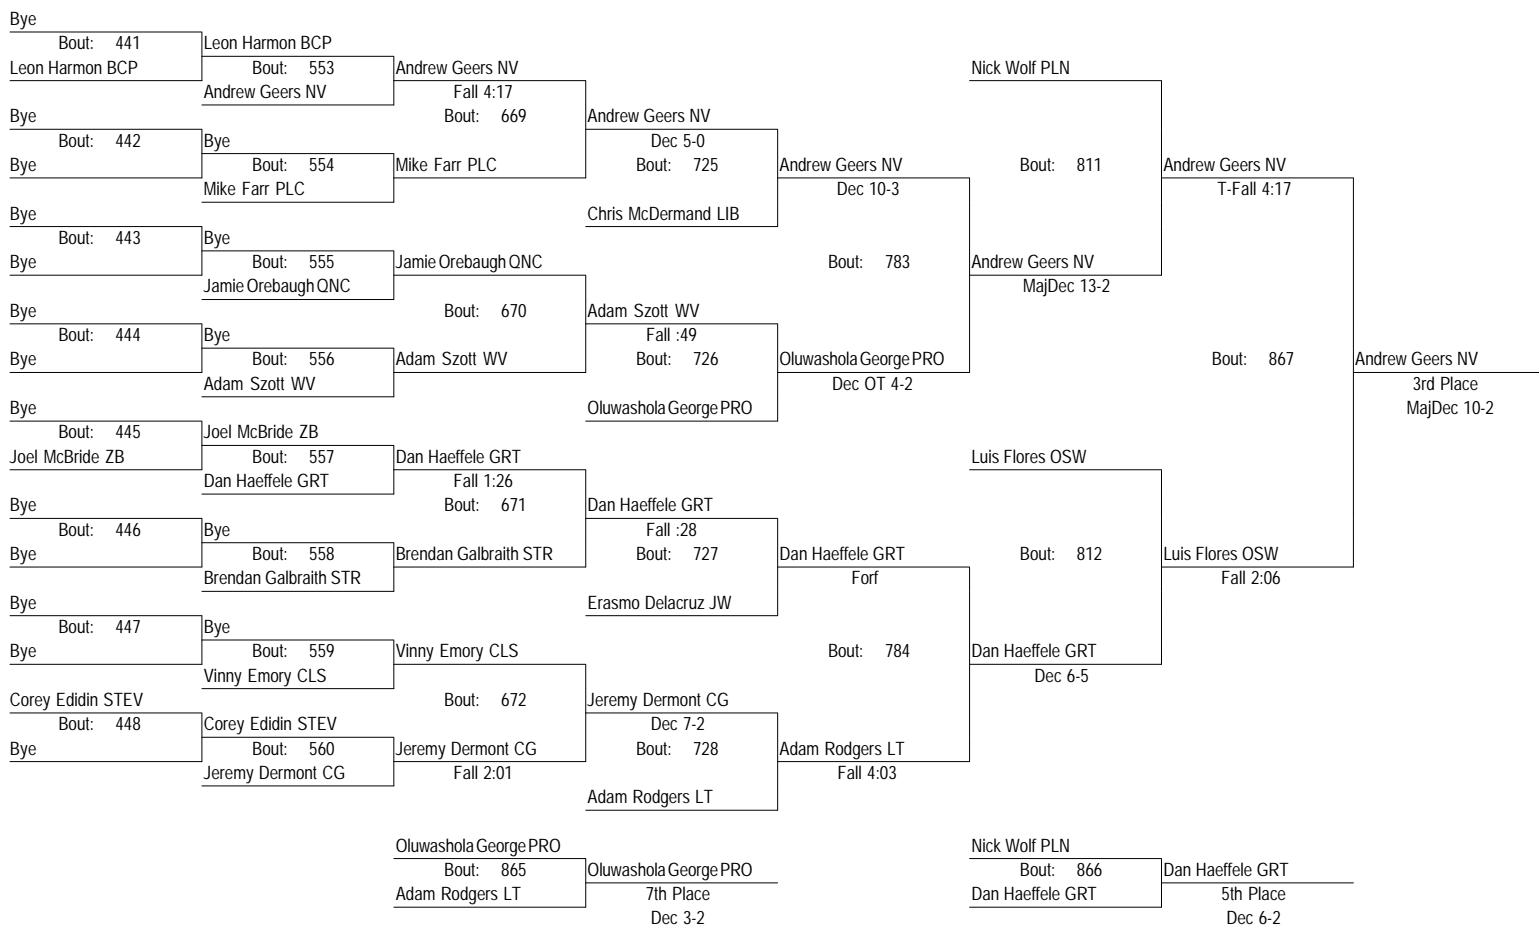 Bye
Bout: 441
Leon Harmon BCP
Leon Harmon BCP
Bout: 553
Andrew Geers NV
Andrew Geers NV
Fall 4:17
Bout: 669
Bye
Bout: 442
Bye
Bye
Bout: 554
Mike Farr PLC
Mike Farr PLC
Andrew Geers NV
Dec 5-0
Bout: 725
Chris McDermand LIB
Andrew Geers NV
Dec 10-3
Bye
Bout: 443
Bye
Bye
Bout: 555
Jamie Orebaugh QNC
Jamie Orebaugh QNC
Bout: 670
Bye
Bout: 444
Bye
Bye
Bout: 556
Adam Szott WV
Adam Szott WV
Adam Szott WV
Fall :49
Bout: 726
Oluwashola George PRO
Oluwashola George PRO
Dec OT 4-2
Bout: 783
Andrew Geers NV
MajDec 13-2
Nick Wolf PLN
Bout: 811
Andrew Geers NV
T-Fall 4:17
Bye
Bout: 445
Joel McBride ZB
Joel McBride ZB
Bout: 557
Dan Haeffele GRT
Dan Haeffele GRT
Fall 1:26
Bout: 671
Bye
Bout: 446
Bye
Bye
Bout: 558
Brendan Galbraith STR
Brendan Galbraith STR
Dan Haeffele GRT
Fall :28
Bout: 727
Erasmo Delacruz JW
Dan Haeffele GRT
Forf
Bye
Bout: 447
Bye
Bye
Bout: 559
Vinny Emory CLS
Vinny Emory CLS
Bout: 672
Corey Edidin STEV
Bout: 448
Bye
Corey Edidin STEV
Bout: 560
Jeremy Dermont CG
Jeremy Dermont CG
Fall 2:01
Jeremy Dermont CG
Dec 7-2
Bout: 728
Adam Rodgers LT
Adam Rodgers LT
Fall 4:03
Bout: 784
Dan Haeffele GRT
Dec 6-5
Luis Flores OSW
Bout: 812
Luis Flores OSW
Fall 2:06
Bout: 867
Andrew Geers NV
3rd Place
MajDec 10-2
Oluwashola George PRO
Bout: 865
Adam Rodgers LT
Oluwashola George PRO
7th Place
Dec 3-2
Nick Wolf PLN
Bout: 866
Dan Haeffele GRT
Dan Haeffele GRT
5th Place
Dec 6-2